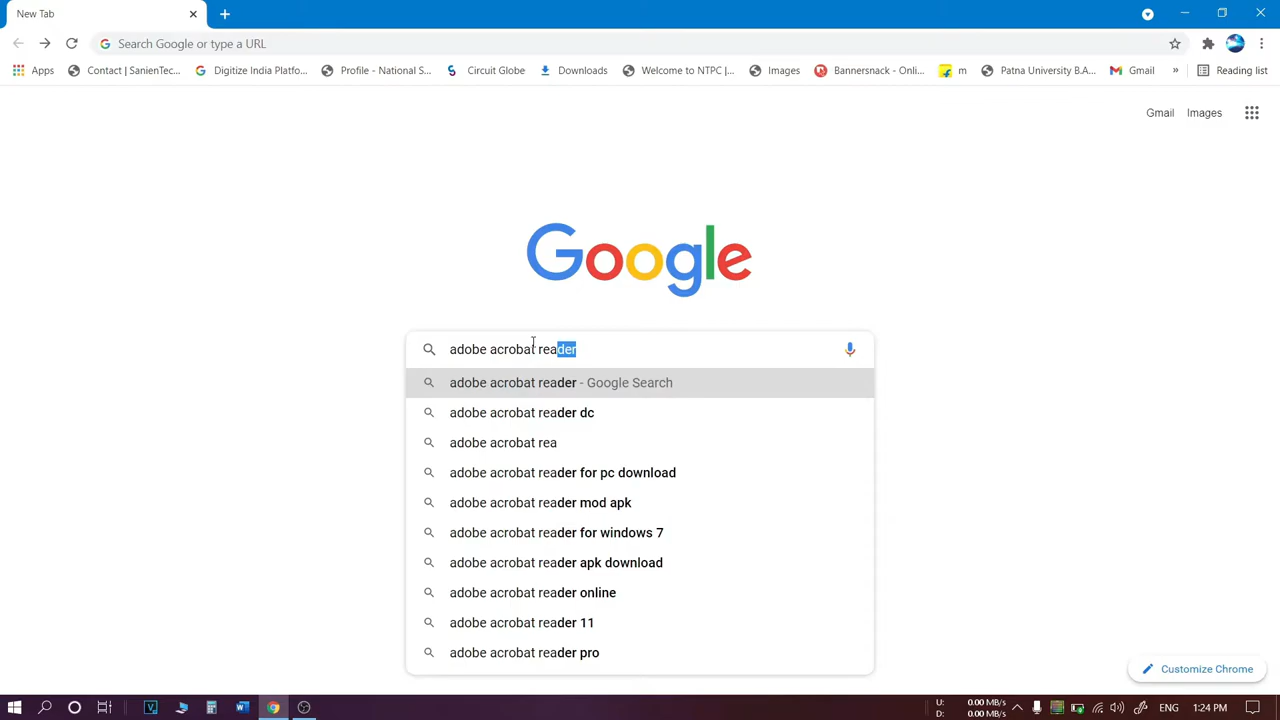 New Tab
Search Google or type a URL
Apps Contact | SanienTec... Digitiza India Platfo... Profile - National S... Circuit Globe Downloads Welcome to NTPC |... Images Bannersnack - Onli... m Patna University B.A... Gmail » Reading list
Gmail Images
Google
adobe acrobat reader
adobe acrobat reader - Google Search
adobe acrobat reader dc
adobe acrobat rea
adobe acrobat reader for pc download
adobe acrobat reader mod apk
adobe acrobat reader for windows 7
adobe acrobat reader apk download
adobe acrobat reader online
adobe acrobat reader 11
adobe acrobat reader pro
Customize Chrome
U: 0.00 MB/s
D: 0.00 MB/s
ENG 1:24 PM